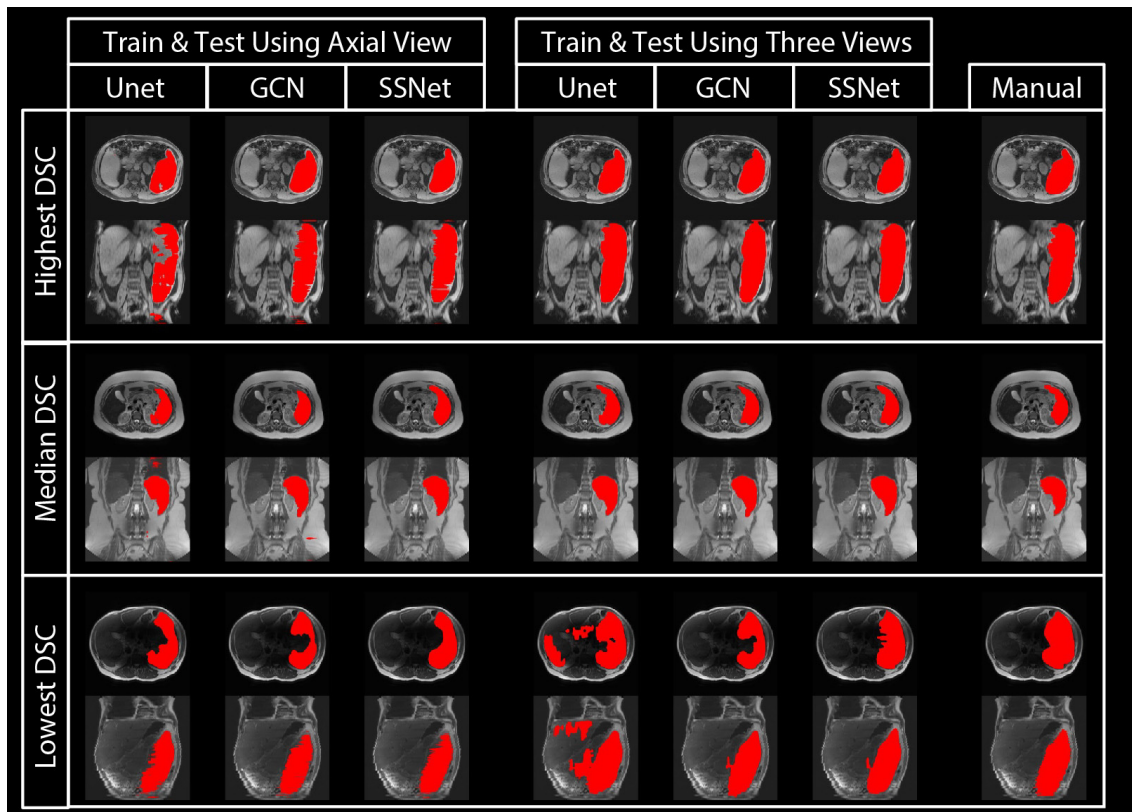 Train & Test Using Axial View
Train & Test Using Three Views
Unet
GCN
SSNet
Unet
GCN
SSNet
Manual
Highest DSC
Median DSC
Lowest DSC